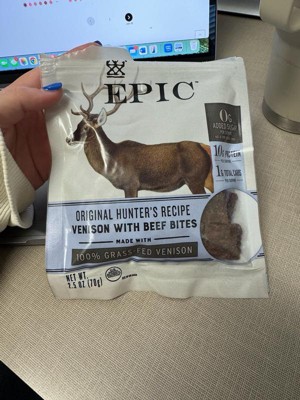 EPIC™
0g
ADDED SUGAR
10g PROTEIN
1g TOTAL CARBS
ORIGINAL HUNTER'S RECIPE
VENISON WITH BEEF BITES
MADE WITH
100% GRASS-FED VENISON
NET WT.
2.5 OZ (70g)